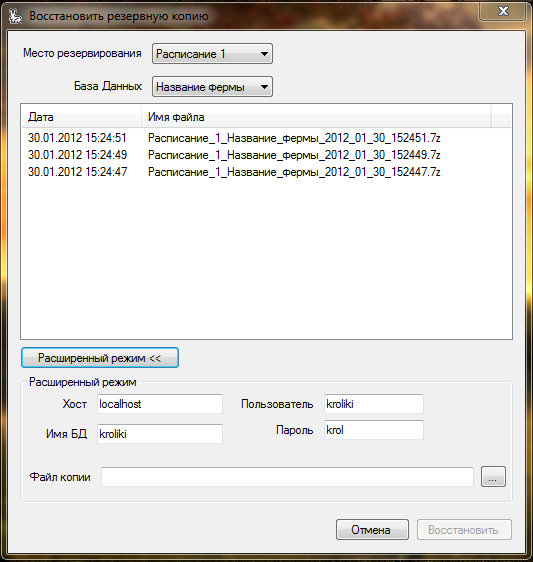 Восстановить резервную копию
Место резервирования Расписание 1
База Данных Название фермы
Дата Имя файла
30.01.2012 15:24:51 Расписание_1_Название_фермы_2012_01_30_152451.7z
30.01.2012 15:24:49 Расписание_1_Название_фермы_2012_01_30_152449.7z
30.01.2012 15:24:47 Расписание_1_Название_фермы_2012_01_30_152447.7z
Расширенный режим <<
Расширенный режим
Хост localhost Пользователь kroliki
Имя БД kroliki Пароль krol
Файл копии ...
Отмена Восстановить